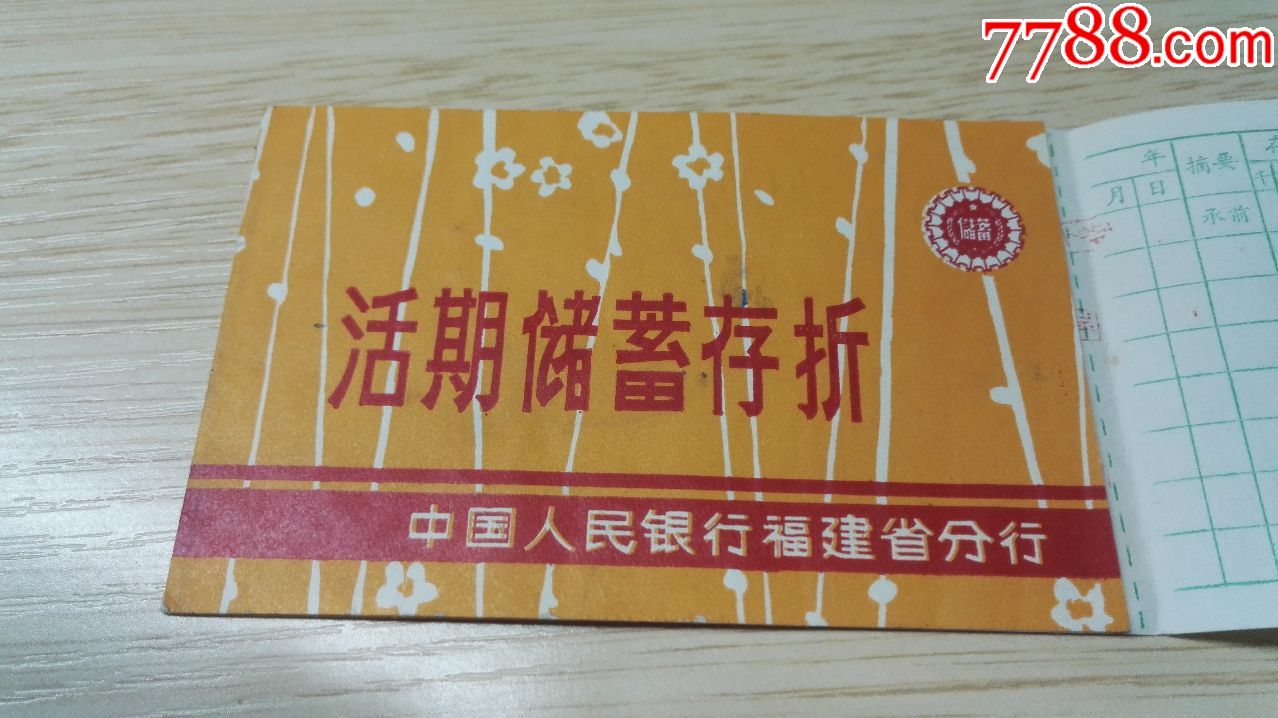 7788.com
储蓄
活期储蓄存折
中国人民银行福建省分行
年
月 日
摘要
承前